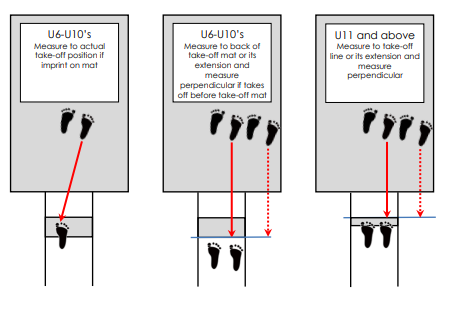 U6-U10's
Measure to actual
take-off position if
imprint on mat
U6-U10's
Measure to back of
take-off mat or its
extension and
measure
perpendicular if takes
off before take-off mat
U11 and above
Measure to take-off
line or its extension and
measure
perpendicular